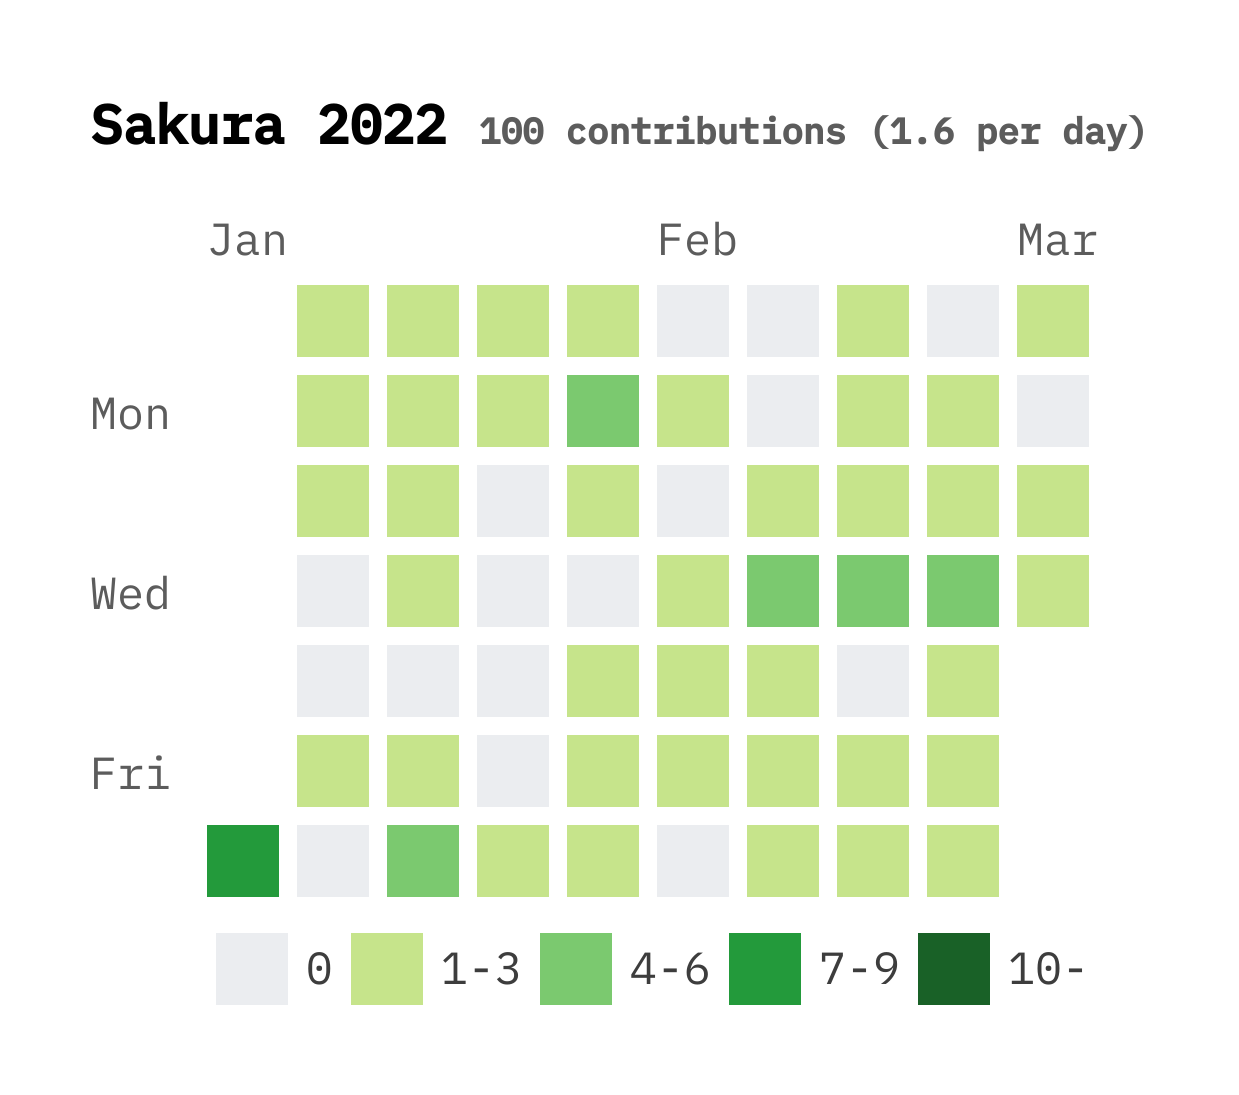 Sakura 2022 100 contributions (1.6 per day)
Jan Feb Mar
Mon
Wed
Fri
0 1-3 4-6 7-9 10-